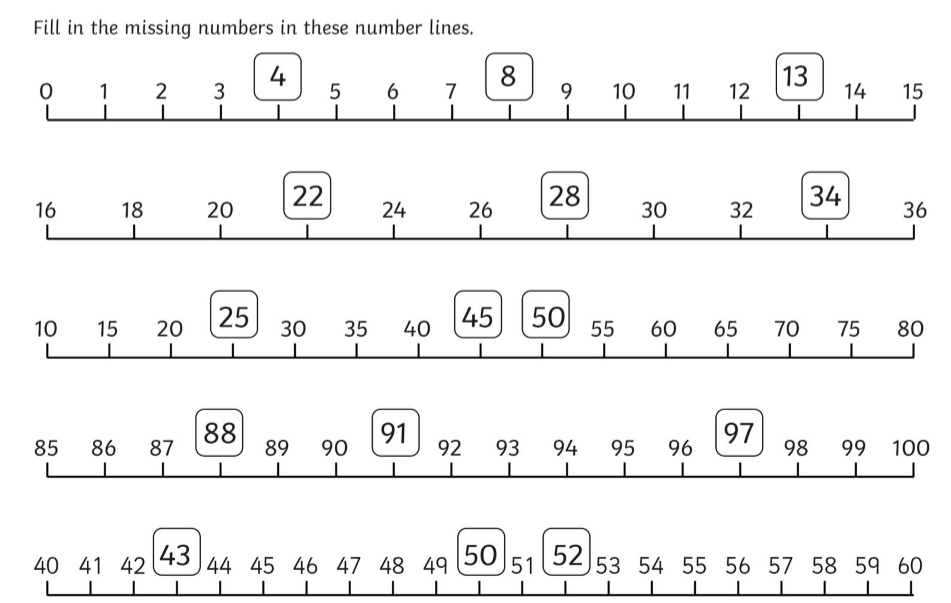 Fill in the missing numbers in these number lines.
0 1 2 3 4 5 6 7 8 9 10 11 12 13 14 15
16 18 20 22 24 26 28 30 32 34 36
10 15 20 25 30 35 40 45 50 55 60 65 70 75 80
85 86 87 88 89 90 91 92 93 94 95 96 97 98 99 100
40 41 42 43 44 45 46 47 48 49 50 51 52 53 54 55 56 57 58 59 60